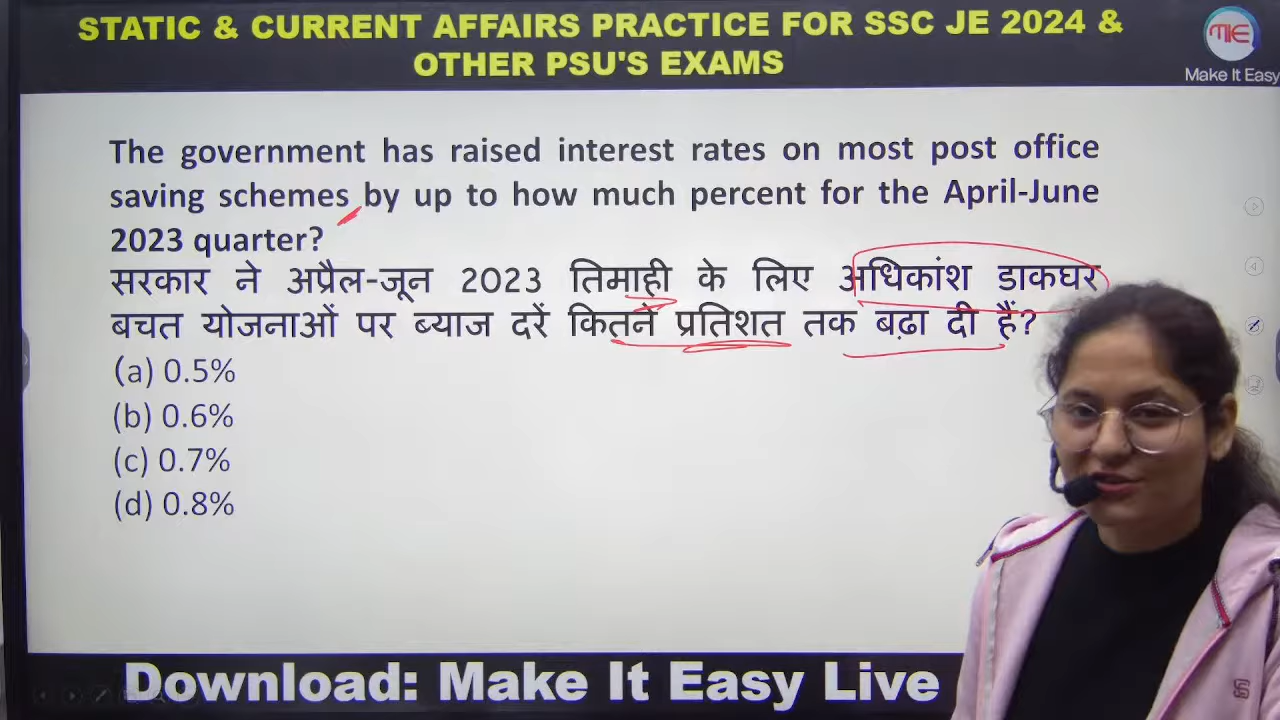 STATIC & CURRENT AFFAIRS PRACTICE FOR SSC JE 2024 &
OTHER PSU'S EXAMS
MIE
Make It Easy
The government has raised interest rates on most post office
saving schemes by up to how much percent for the April-June
2023 quarter?
सरकार ने अप्रैल-जून 2023 तिमाही के लिए अधिकांश डाकघर
बचत योजनाओं पर ब्याज दरें कितने प्रतिशत तक बढ़ा दी हैं?
(a) 0.5%
(b) 0.6%
(c) 0.7%
(d) 0.8%
Download: Make It Easy Live